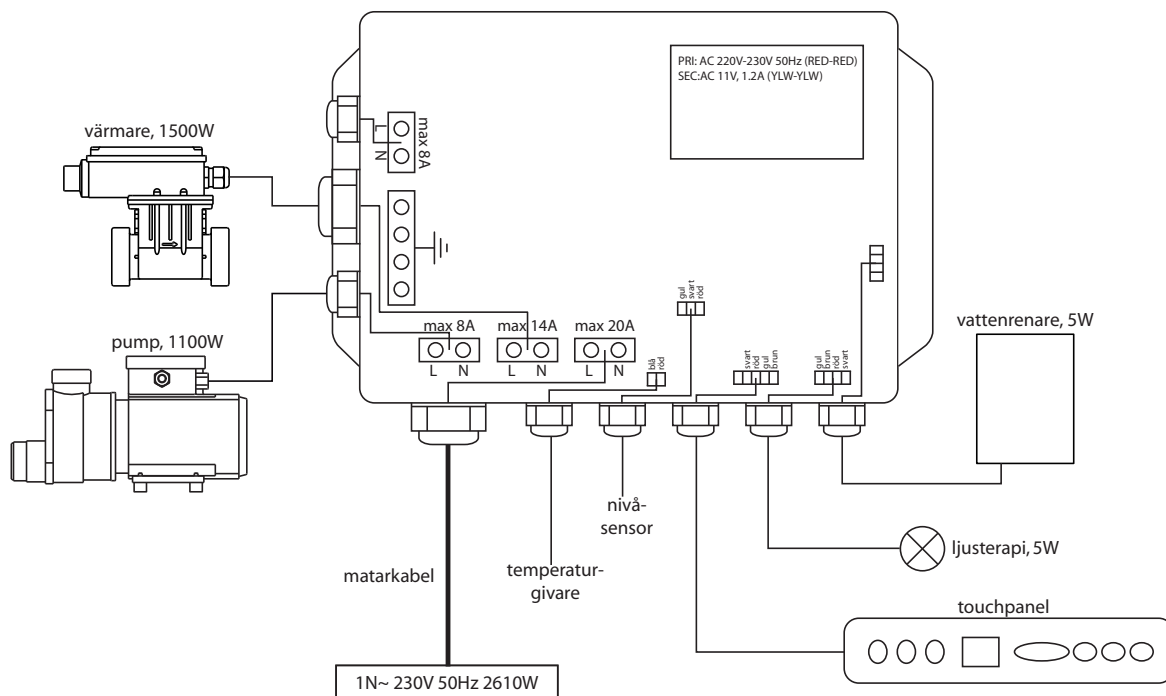 PRI: AC 220V-230V 50Hz (RED-RED)
SEC:AC 11V, 1.2A (YLW-YLW)
max 8A
L
N
värmare, 1500W
gul
svart
röd
vattenrenare, 5W
pump, 1100W
max 8A
max 14A
max 20A
L N
L N
L N
blå
röd
svart
röd
gul
brun
gul
brun
röd
svart
nivå-
sensor
ljusterapi, 5W
matarkabel
temperatur-
givare
touchpanel
1N~ 230V 50Hz 2610W